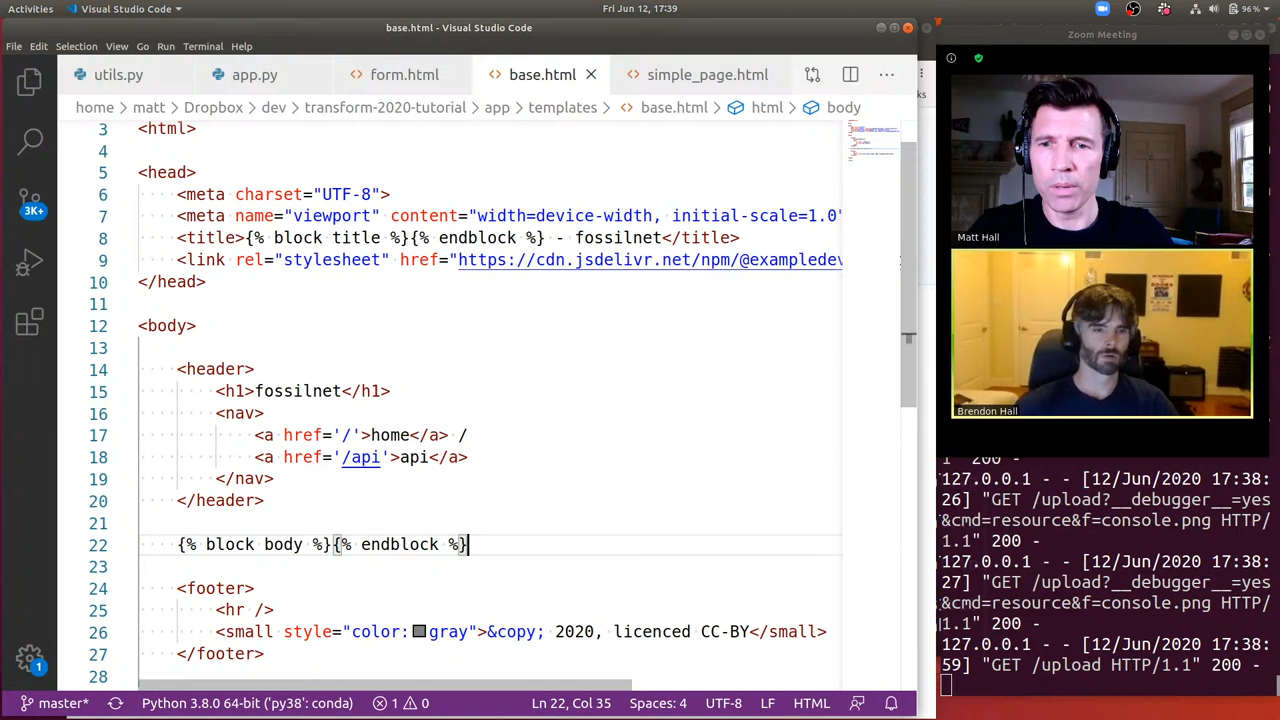 Activities
Visual Studio Code
Fri Jun 12, 17:39
96%
base.html - Visual Studio Code
Zoom Meeting
File Edit Selection View Go Run Terminal Help
utils.py
app.py
form.html
base.html
simple_page.html
home > matt > Dropbox > dev > transform-2020-tutorial > app > templates > base.html > html > body
3 <html>
4
5 <head>
6 <meta charset="UTF-8">
7 <meta name="viewport" content="width=device-width, initial-scale=1.0"
8 <title>{% block title %}{% endblock %} - fossilnet</title>
9 <link rel="stylesheet" href="https://cdn.jsdelivr.net/npm/@exampledev
10 </head>
11
12 <body>
13
14 <header>
15 <h1>fossilnet</h1>
16 <nav>
17 <a href='/'>home</a> /
18 <a href='/api'>api</a>
19 </nav>
20 </header>
21
22 {% block body %}{% endblock %}
23
24 <footer>
25 <hr />
26 <small style="color: gray">&copy; 2020, licenced CC-BY</small>
27 </footer>
28
3K+
1
master*
Python 3.8.0 64-bit ('py38': conda)
1
0
Ln 22, Col 35
Spaces: 4
UTF-8
LF
HTML
Matt Hall
Brendon Hall
1" 200 -
127.0.0.1 - - [12/Jun/2020 17:38:
26] "GET /upload?__debugger__=yes
&cmd=resource&f=console.png HTTP/
1.1" 200 -
127.0.0.1 - - [12/Jun/2020 17:38:
27] "GET /upload?__debugger__=yes
&cmd=resource&f=console.png HTTP/
1.1" 200 -
127.0.0.1 - - [12/Jun/2020 17:38:
59] "GET /upload HTTP/1.1" 200 -